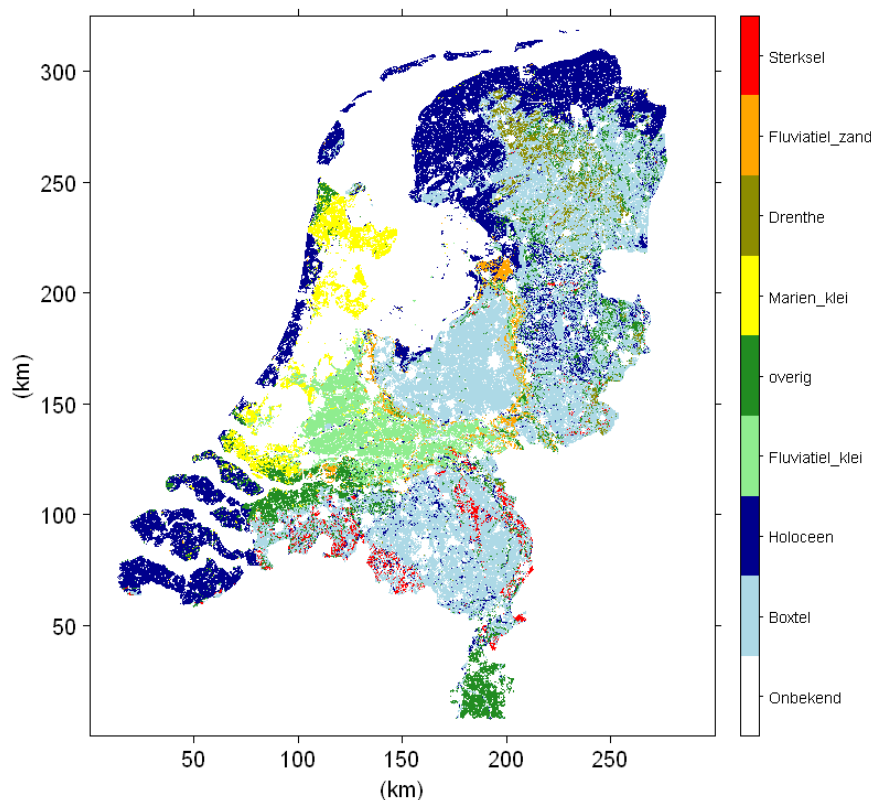 300
250
200
150
100
50
(km)
50
100
150
200
250
(km)
Sterksel
Fluviatiel_zand
Drenthe
Marien_klei
overig
Fluviatiel_klei
Holoceen
Boxtel
Onbekend